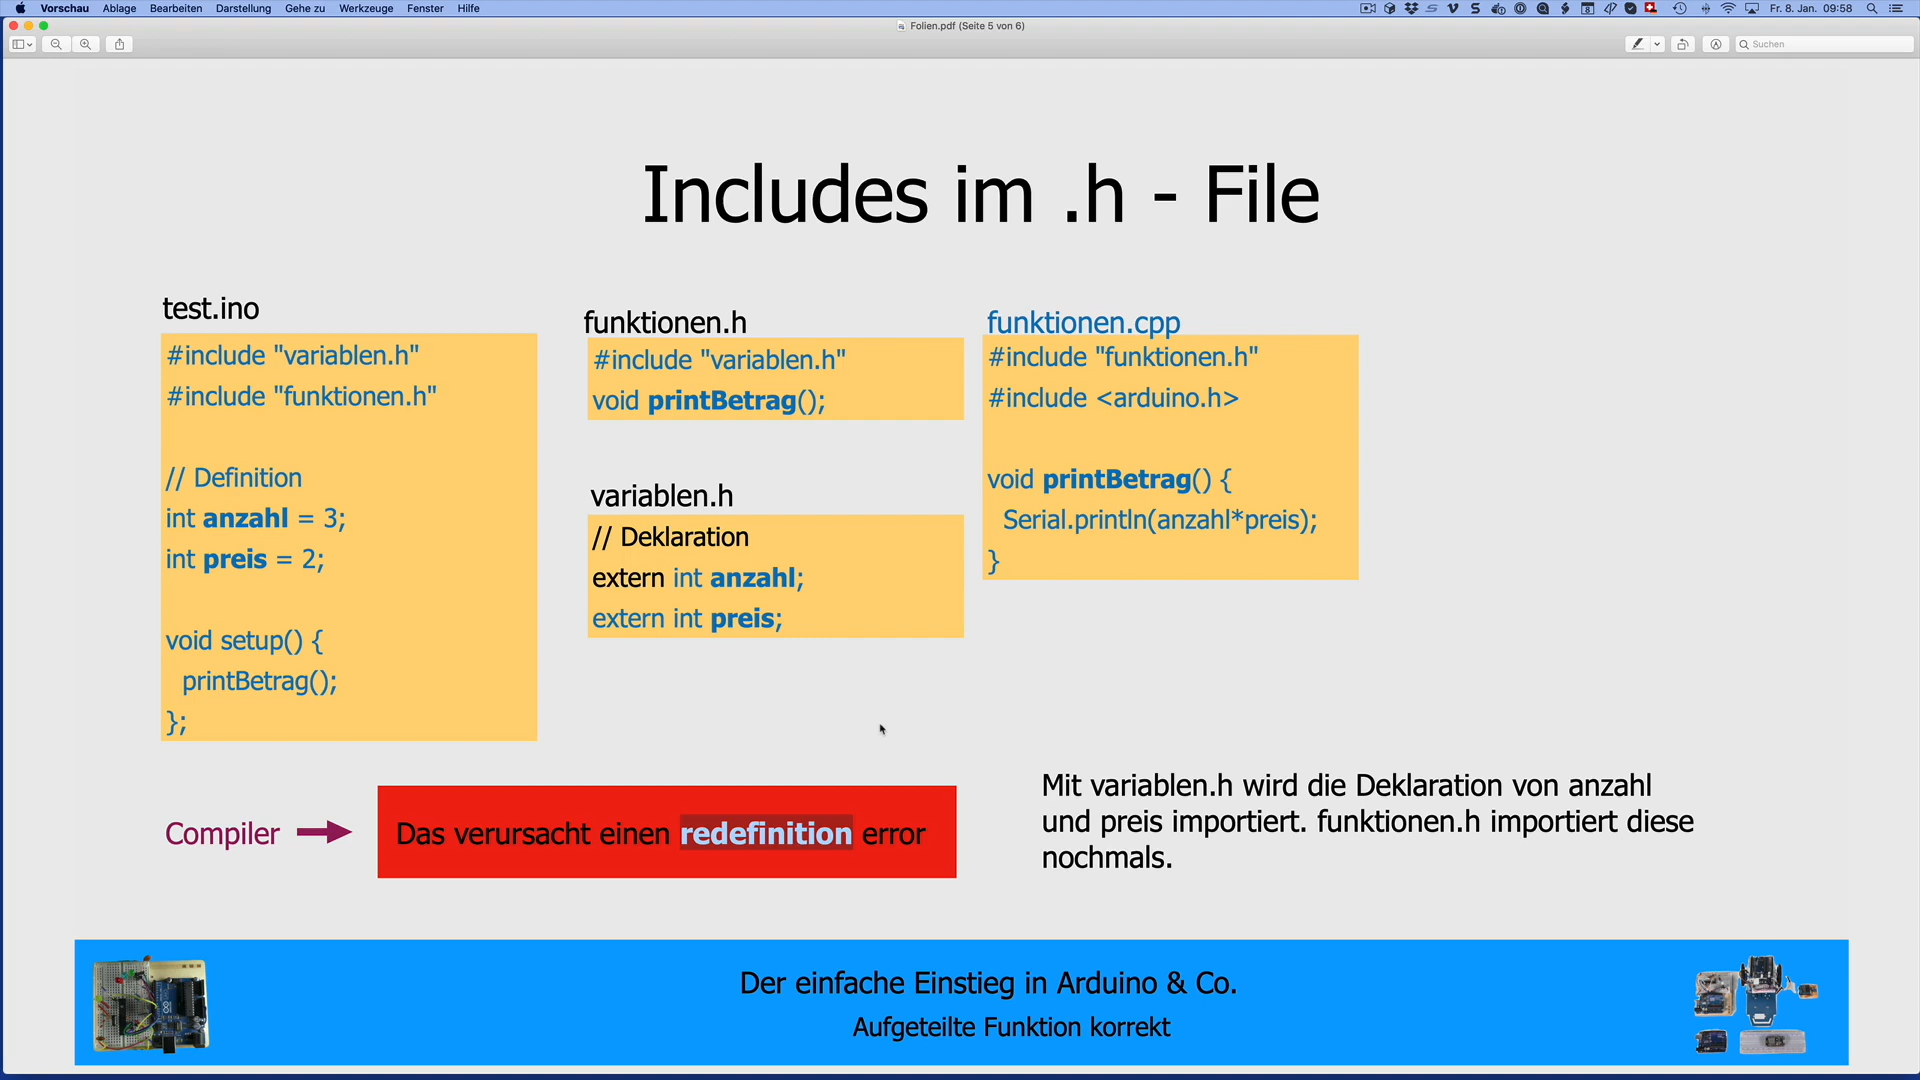 Vorschau Ablage Bearbeiten Darstellung Gehe zu Werkzeuge Fenster Hilfe
Fr. 8. Jan. 09:58
Folien.pdf (Seite 5 von 6)
Suchen
Includes im .h - File
test.ino
#include "variablen.h"
#include "funktionen.h"
// Definition
int anzahl = 3;
int preis = 2;
void setup() {
printBetrag();
};
funktionen.h
#include "variablen.h"
void printBetrag();
variablen.h
// Deklaration
extern int anzahl;
extern int preis;
funktionen.cpp
#include "funktionen.h"
#include <arduino.h>
void printBetrag() {
Serial.println(anzahl*preis);
}
Compiler
Das verursacht einen redefinition error
Mit variablen.h wird die Deklaration von anzahl
und preis importiert. funktionen.h importiert diese
nochmals.
Der einfache Einstieg in Arduino & Co.
Aufgeteilte Funktion korrekt